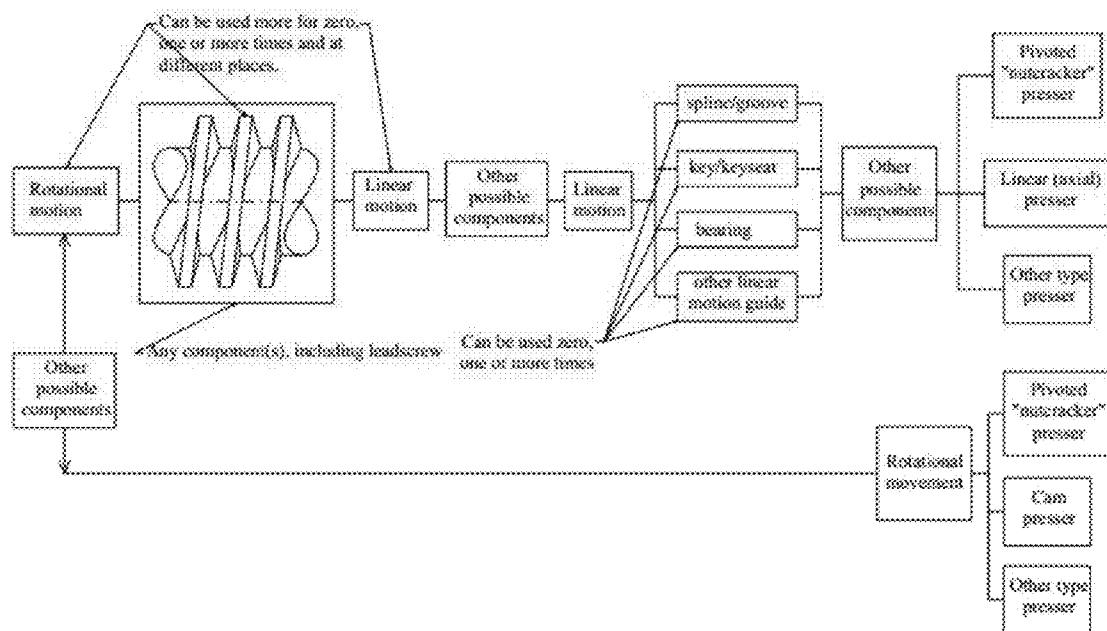 Can be used more for zero,
one or more times and at
different places.
Rotational
motion
Linear
motion
Other
possible
components
Linear
motion
spline/groove
key/keyseat
bearing
other linear
motion guide
Other
possible
components
Pivoted
"nutcracker"
presser
Linear (axial)
presser
Other type
presser
Any component(s), including leadscrew
Can be used zero,
one or more times
Other
possible
components
Rotational
movement
Pivoted
"nutcracker"
presser
Cam
presser
Other type
presser